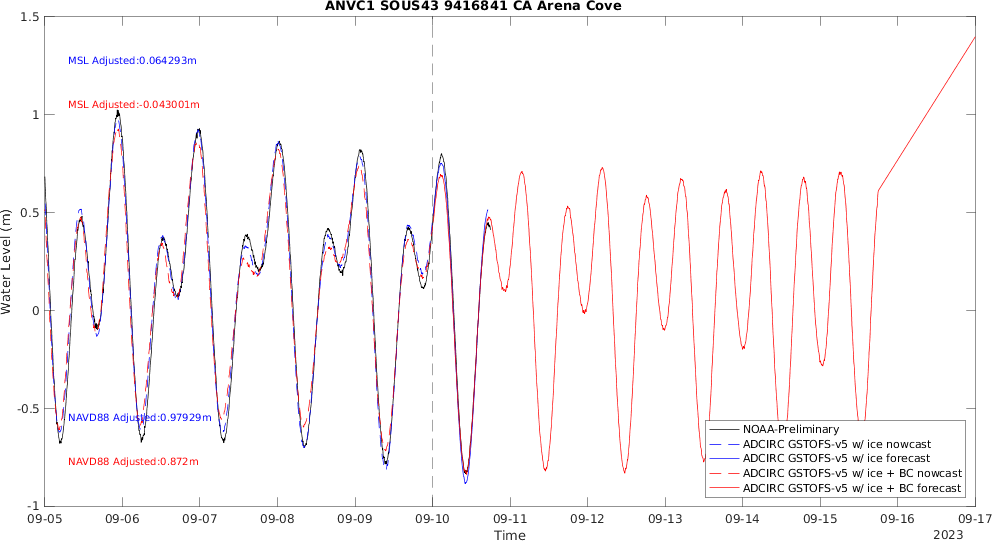 ANVC1 SOUS43 9416841 CA Arena Cove
1.5
MSL Adjusted:0.064293m
MSL Adjusted:-0.043001m
1
0.5
Water Level (m)
0
-0.5
NAVD88 Adjusted:0.97929m
NAVD88 Adjusted:0.872m
-1
NOAA-Preliminary
ADCIRC GSTOFS-v5 w/ ice nowcast
ADCIRC GSTOFS-v5 w/ ice forecast
ADCIRC GSTOFS-v5 w/ ice + BC nowcast
ADCIRC GSTOFS-v5 w/ ice + BC forecast
09-05 09-06 09-07 09-08 09-09 09-10 09-11 09-12 09-13 09-14 09-15 09-16 09-17
Time
2023